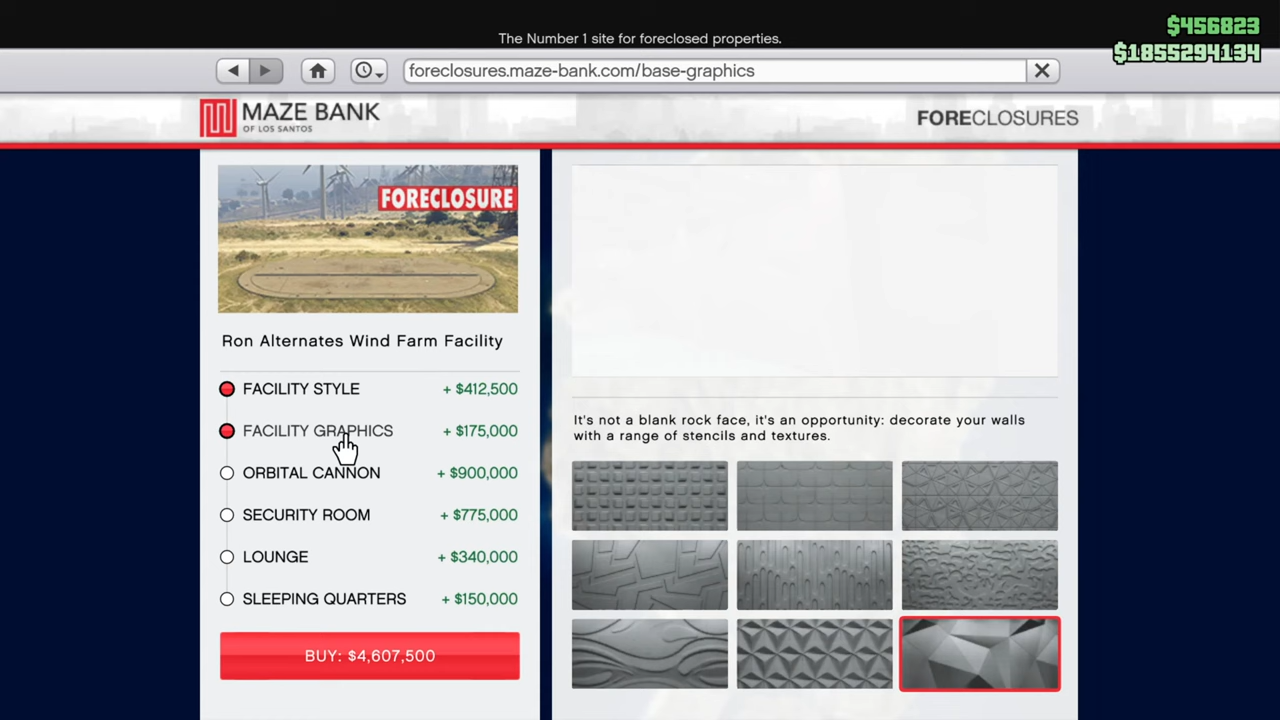 $456823
$1855294134
The Number 1 site for foreclosed properties.
foreclosures.maze-bank.com/base-graphics
MAZE BANK
OF LOS SANTOS
FORECLOSURES
FORECLOSURE
Ron Alternates Wind Farm Facility
FACILITY STYLE + $412,500
FACILITY GRAPHICS + $175,000
ORBITAL CANNON + $900,000
SECURITY ROOM + $775,000
LOUNGE + $340,000
SLEEPING QUARTERS + $150,000
BUY: $4,607,500
It's not a blank rock face, it's an opportunity: decorate your walls
with a range of stencils and textures.